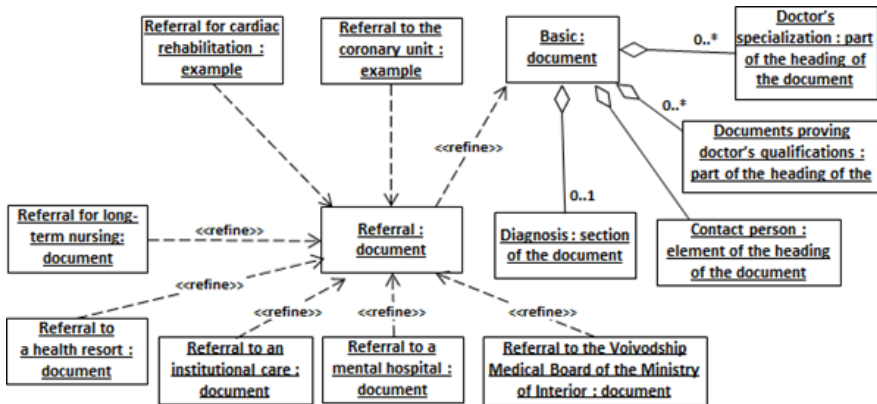 Referral for cardiac
rehabilitation :
example
Referral to the
coronary unit :
example
Basic :
document
0..*
Doctor's
specialization : part
of the heading of
the document
0..*
Documents proving
doctor's qualifications :
part of the heading of the
<<refine>>
0..1
Diagnosis : section
of the document
Contact person :
element of the heading
of the document
Referral for long-
term nursing:
document
<<refine>>
Referral :
document
<<refine>>
<<refine>>
<<refine>>
<<refine>>
Referral to
a health resort :
document
Referral to an
institutional care :
document
Referral to a
mental hospital :
document
Referral to the Voivodship
Medical Board of the Ministry
of Interior : document